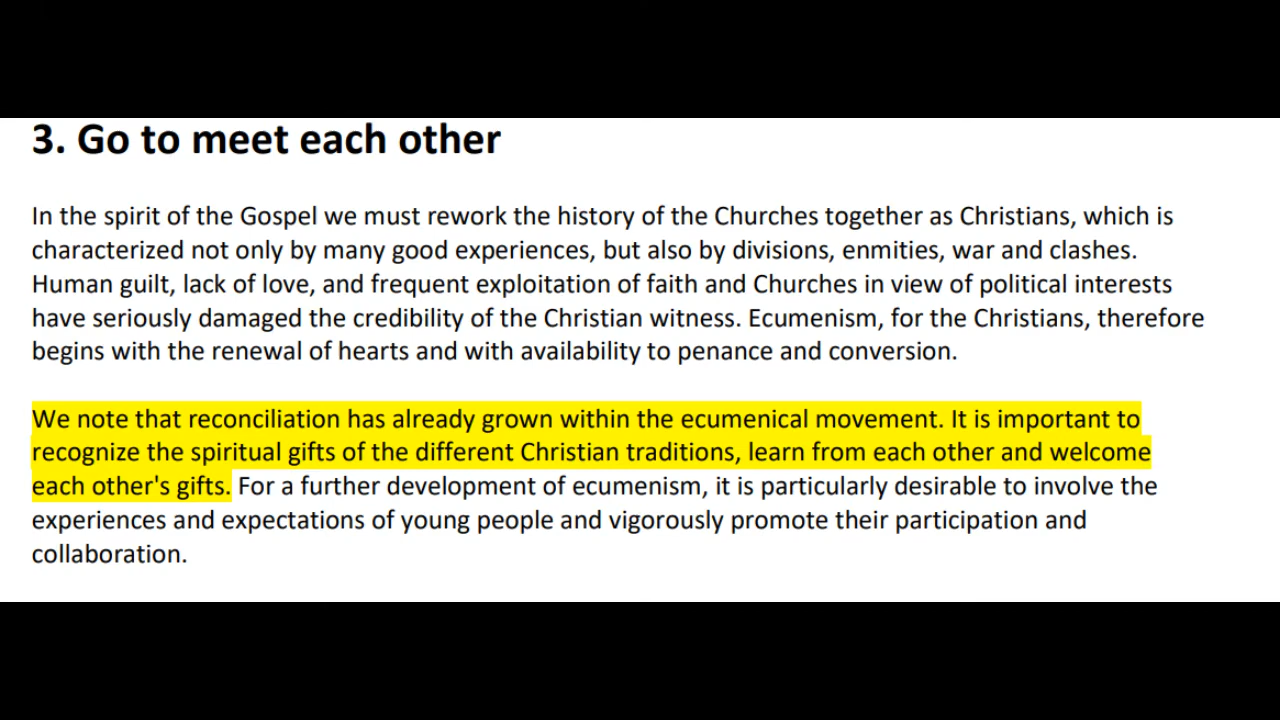 3. Go to meet each other
In the spirit of the Gospel we must rework the history of the Churches together as Christians, which is
characterized not only by many good experiences, but also by divisions, enmities, war and clashes.
Human guilt, lack of love, and frequent exploitation of faith and Churches in view of political interests
have seriously damaged the credibility of the Christian witness. Ecumenism, for the Christians, therefore
begins with the renewal of hearts and with availability to penance and conversion.
We note that reconciliation has already grown within the ecumenical movement. It is important to
recognize the spiritual gifts of the different Christian traditions, learn from each other and welcome
each other's gifts. For a further development of ecumenism, it is particularly desirable to involve the
experiences and expectations of young people and vigorously promote their participation and
collaboration.